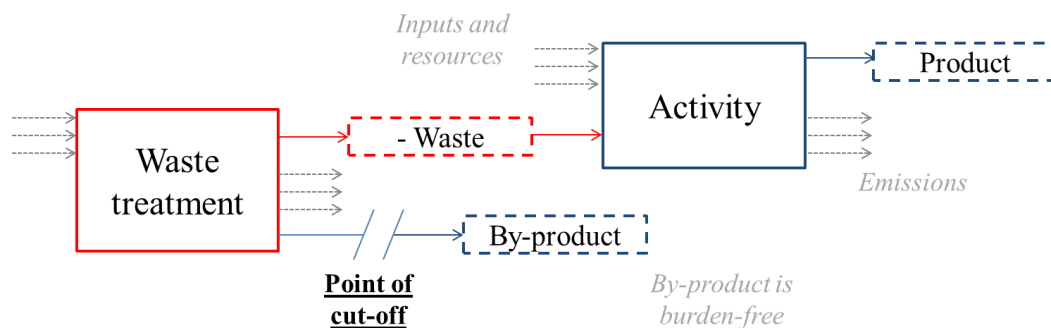 Inputs and
resources
Product
Activity
- Waste
Waste
treatment
Emissions
By-product
Point of
cut-off
By-product is
burden-free